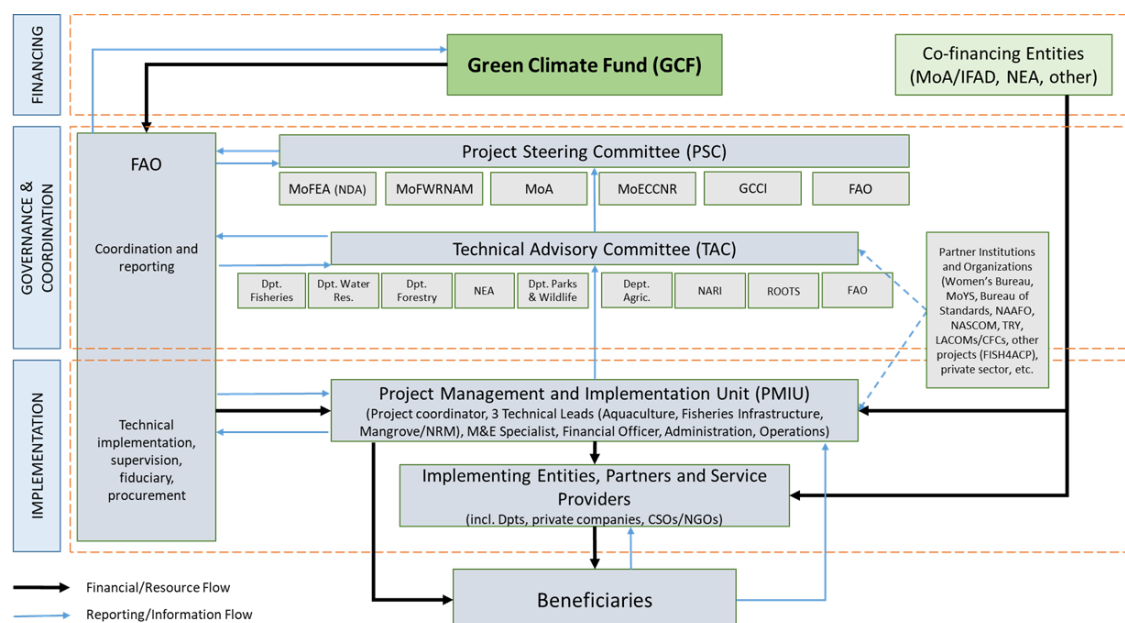 FINANCING
Green Climate Fund (GCF)
Co-financing Entities
(MoA/IFAD, NEA, other)
GOVERNANCE &
COORDINATION
FAO
Coordination and
reporting
Project Steering Committee (PSC)
MoFEA (NDA)
MoFWRNAM
MoA
MoECCNR
GCCI
FAO
Technical Advisory Committee (TAC)
Dpt.
Fisheries
Dpt. Water
Res.
Dpt.
Forestry
NEA
Dpt. Parks
& Wildlife
Dept.
Agric.
NARI
ROOTS
FAO
Partner Institutions
and Organizations
(Women's Bureau,
MoYS, Bureau of
Standards, NAAFO,
NASCOM, TRY,
LACOMs/CFCs, other
projects (FISH4ACP),
private sector, etc.
IMPLEMENTATION
Technical
implementation,
supervision,
fiduciary,
procurement
Project Management and Implementation Unit (PMIU)
(Project coordinator, 3 Technical Leads (Aquaculture, Fisheries Infrastructure,
Mangrove/NRM), M&E Specialist, Financial Officer, Administration, Operations)
Implementing Entities, Partners and Service
Providers
(incl. Dpts, private companies, CSOs/NGOs)
Beneficiaries
Financial/Resource Flow
Reporting/Information Flow